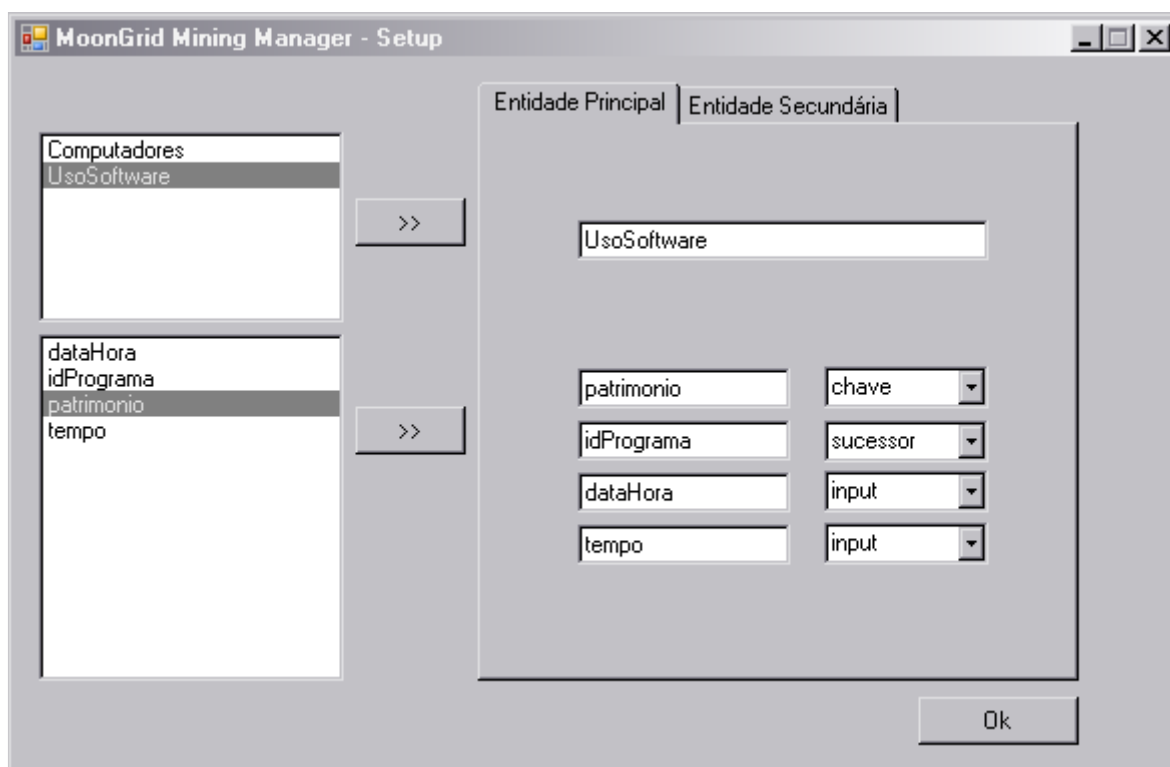 MoonGrid Mining Manager - Setup
Entidade Principal
Entidade Secundária
Computadores
UsoSoftware
>>
UsoSoftware
dataHora
idPrograma
patrimonio
tempo
>>
patrimonio
chave
idPrograma
sucessor
dataHora
input
tempo
input
Ok